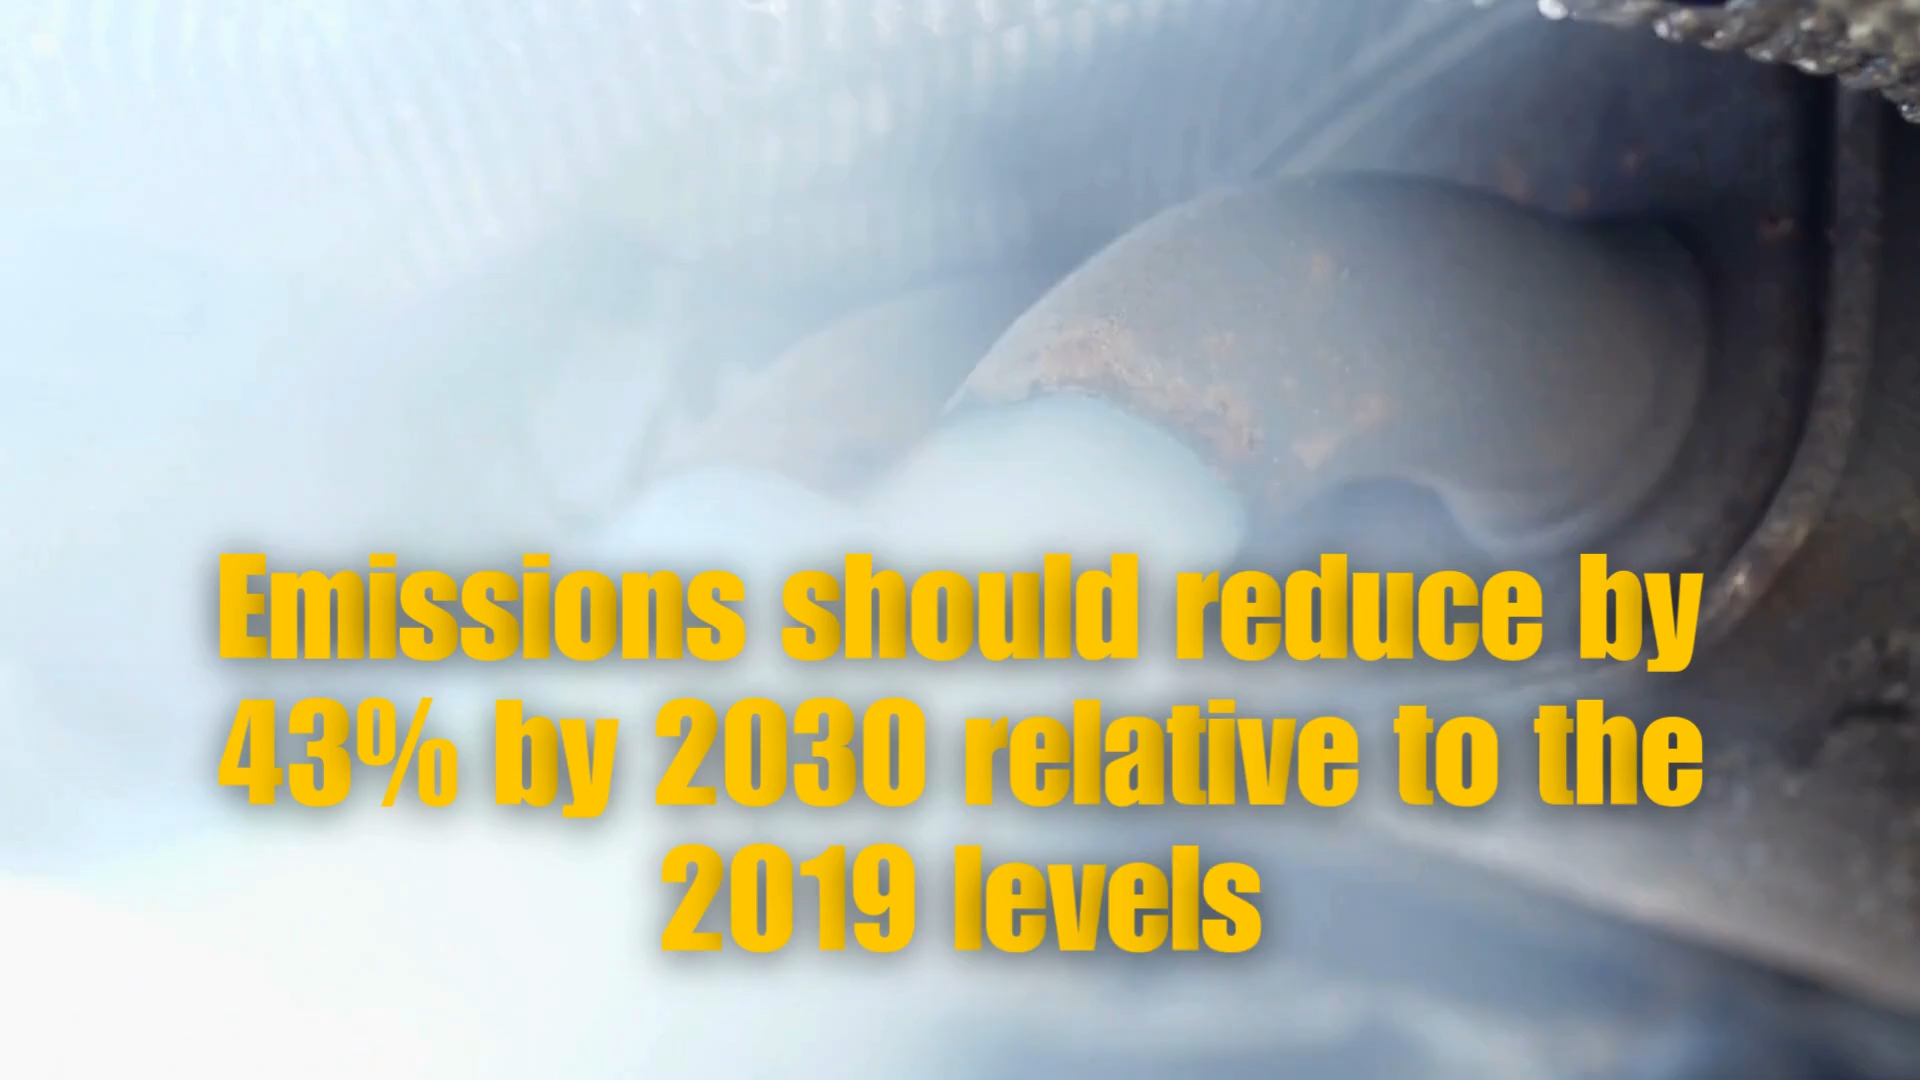 Emissions should reduce by
43% by 2030 relative to the
2019 levels